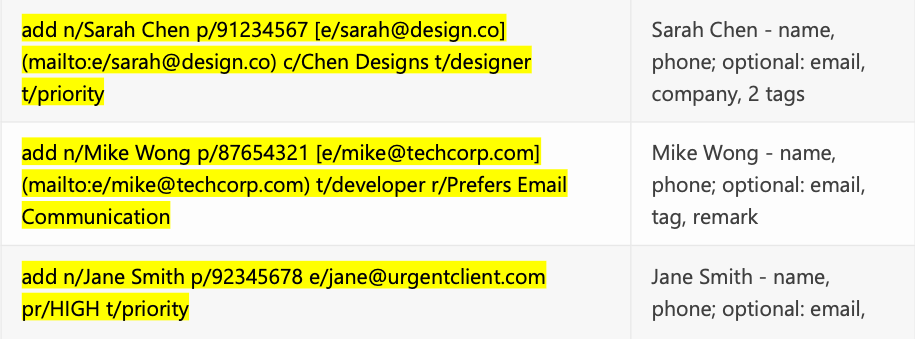 add n/Sarah Chen p/91234567 [e/sarah@design.co]
(mailto:e/sarah@design.co) c/Chen Designs t/designer
t/priority
Sarah Chen - name,
phone; optional: email,
company, 2 tags
add n/Mike Wong p/87654321 [e/mike@techcorp.com]
(mailto:e/mike@techcorp.com) t/developer r/Prefers Email
Communication
Mike Wong - name,
phone; optional: email,
tag, remark
add n/Jane Smith p/92345678 e/jane@urgentclient.com
pr/HIGH t/priority
Jane Smith - name,
phone; optional: email,